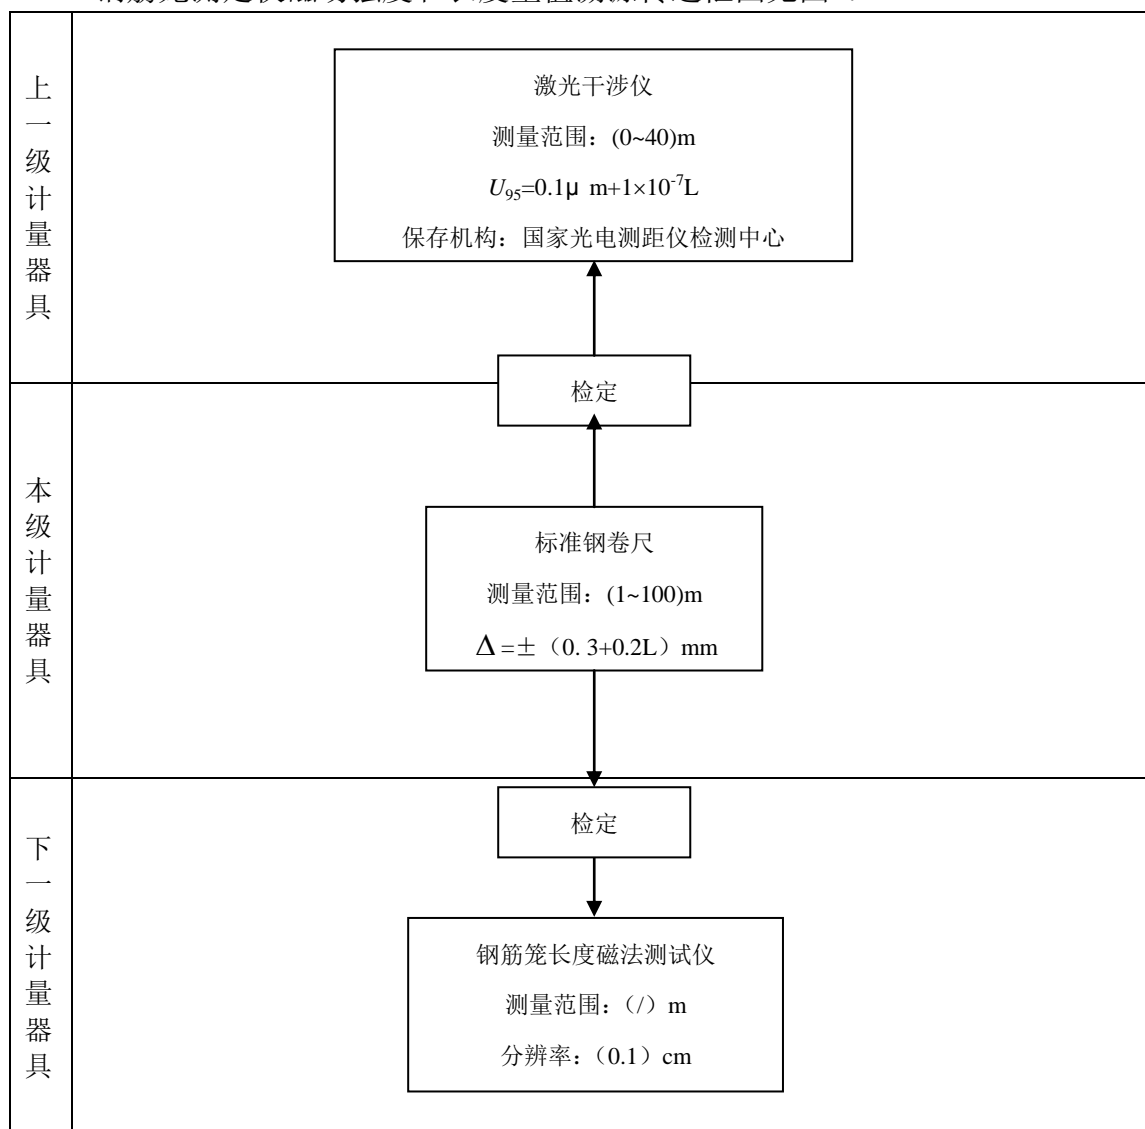 上一级计量器具
激光干涉仪
测量范围：(0~40)m
U95=0.1μ m+1×10-7L
保存机构：国家光电测距仪检测中心
检定
本级计量器具
标准钢卷尺
测量范围：(1~100)m
Δ=±（0. 3+0.2L）mm
检定
下一级计量器具
钢筋笼长度磁法测试仪
测量范围：（/）m
分辨率：（0.1）cm